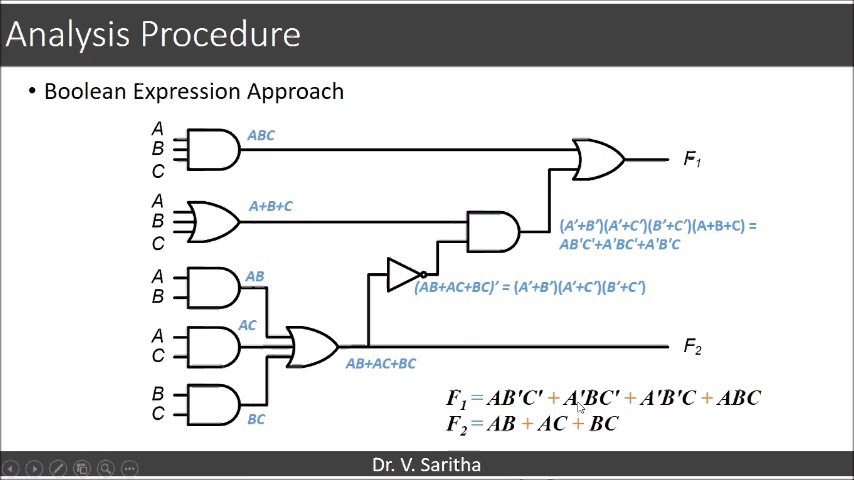 Analysis Procedure
• Boolean Expression Approach
A
B
C
ABC
F1
A
B
C
A+B+C
(A'+B')(A'+C')(B'+C')(A+B+C) =
AB'C'+A'BC'+A'B'C
A
B
AB
(AB+AC+BC)' = (A'+B')(A'+C')(B'+C')
A
C
AC
F2
AB+AC+BC
B
C
BC
F1 = AB'C' + A'BC' + A'B'C + ABC
F2 = AB + AC + BC
Dr. V. Saritha